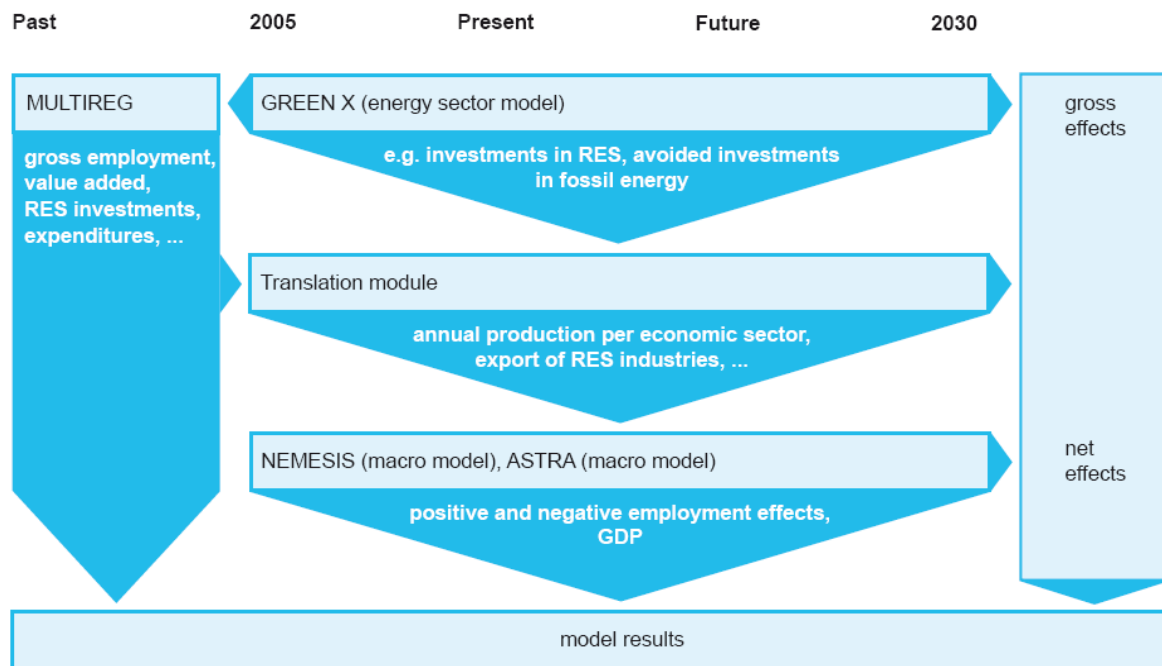 Past 2005 Present Future 2030
MULTIREG
gross employment,
value added,
RES investments,
expenditures, ...
GREEN X (energy sector model)
e.g. investments in RES, avoided investments
in fossil energy
Translation module
annual production per economic sector,
export of RES industries, ...
NEMESIS (macro model), ASTRA (macro model)
positive and negative employment effects,
GDP
gross
effects
net
effects
model results